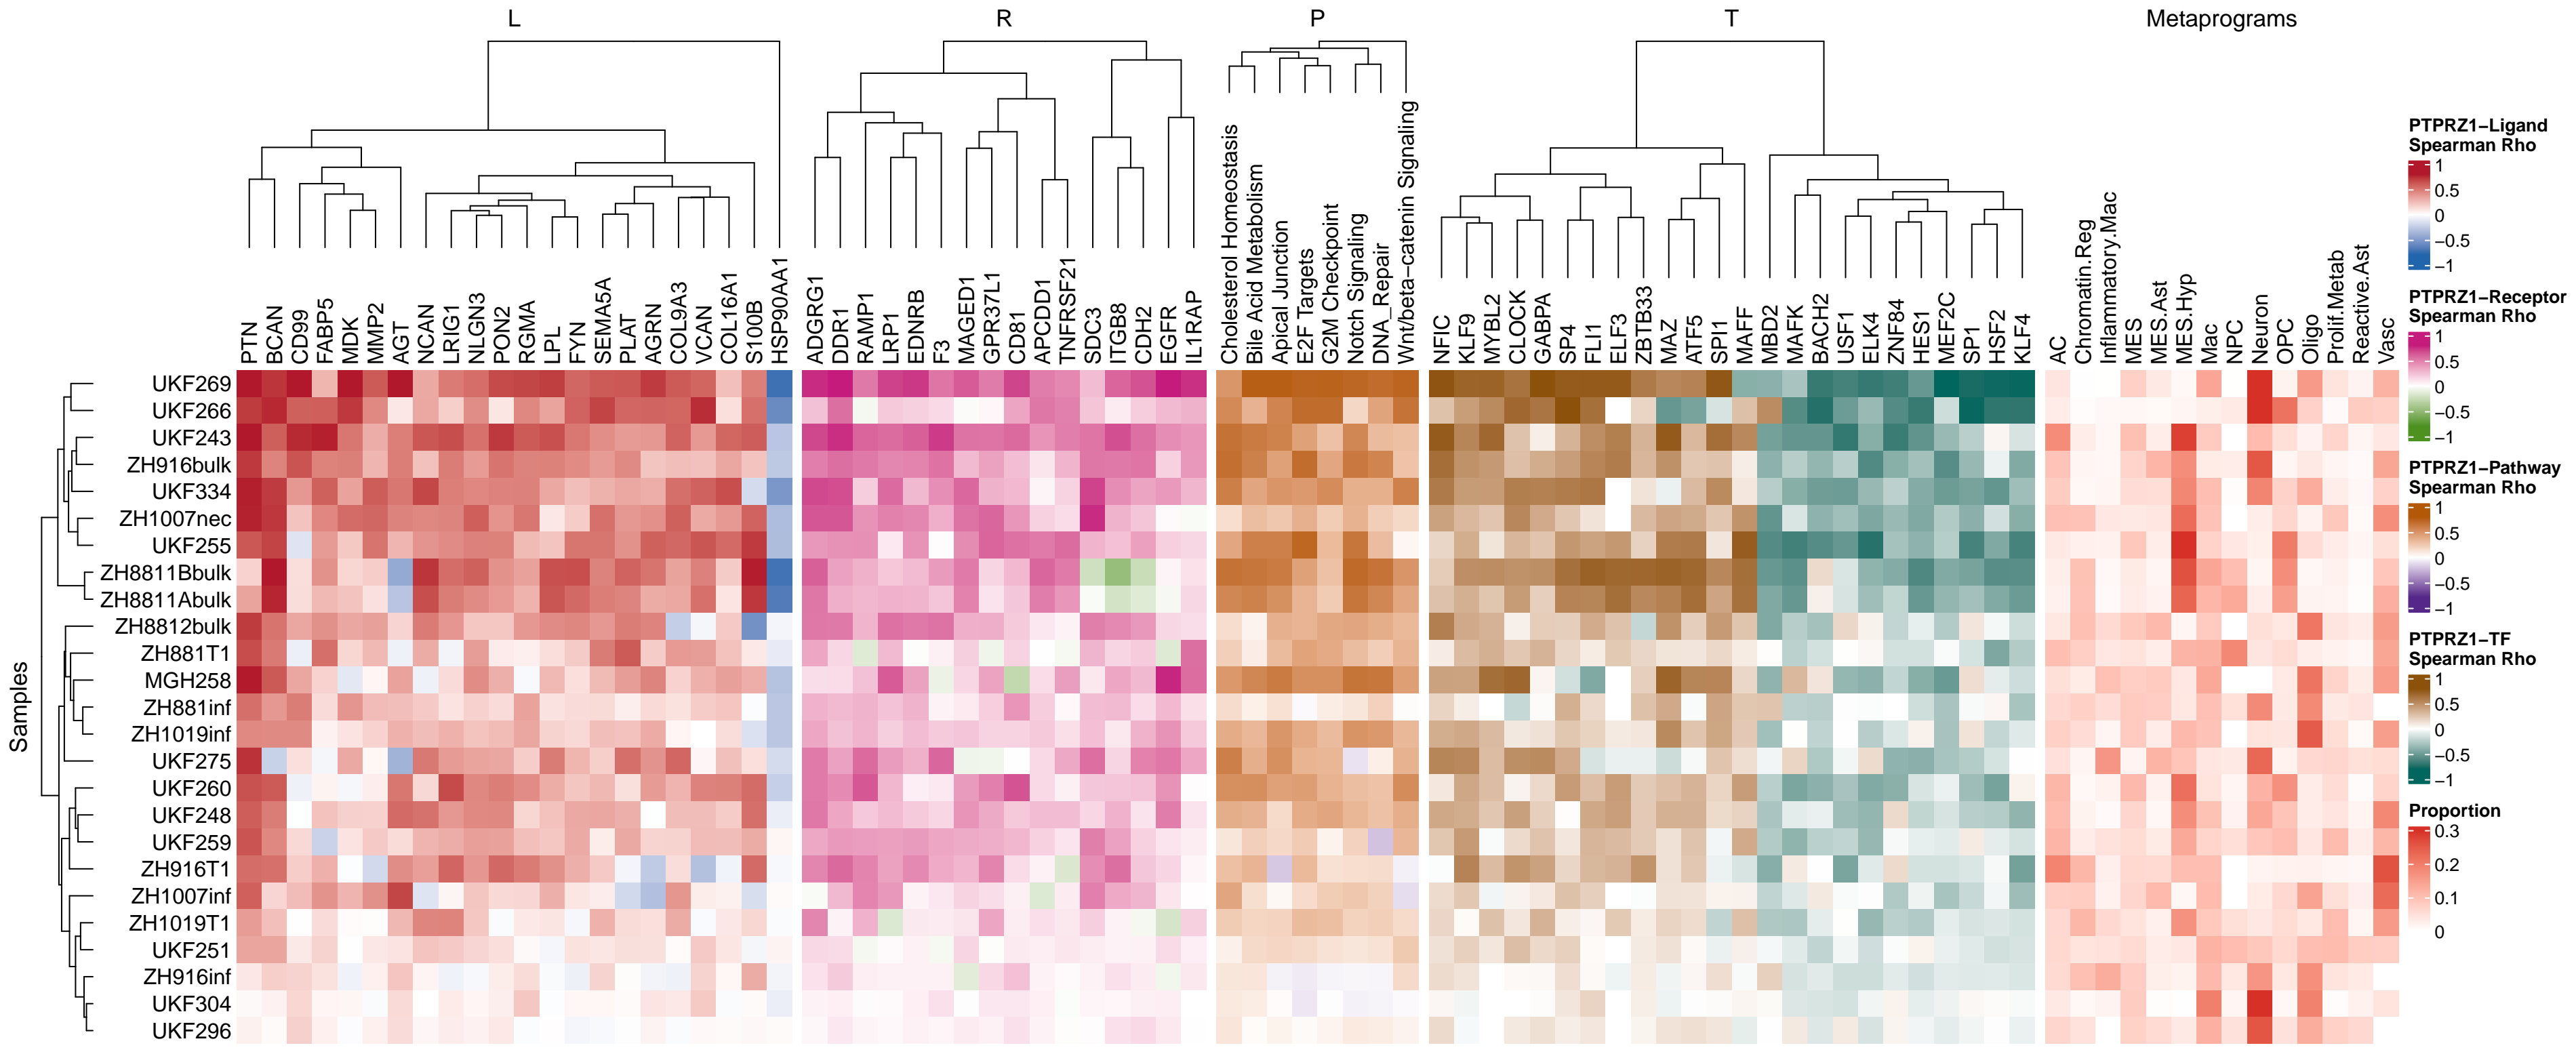 L
R
P
T
Metaprograms
PTN
BCAN
CD99
FABP5
MDK
MMP2
AGT
NCAN
LRIG1
NLGN3
PON2
RGMA
LPL
FYN
SEMA5A
PLAT
AGRN
COL9A3
VCAN
COL16A1
S100B
HSP90AA1
ADGRG1
DDR1
RAMP1
LRP1
EDNRB
F3
MAGED1
GPR37L1
CD81
APCDD1
TNFRSF21
SDC3
ITGB8
CDH2
EGFR
IL1RAP
Cholesterol Homeostasis
Bile Acid Metabolism
Apical Junction
E2F Targets
G2M Checkpoint
Notch Signaling
DNA_Repair
Wnt/beta−catenin Signaling
NFIC
KLF9
MYBL2
CLOCK
GABPA
SP4
FLI1
ELF3
ZBTB33
MAZ
ATF5
SPI1
MAFF
MBD2
MAFK
BACH2
USF1
ELK4
ZNF84
HES1
MEF2C
SP1
HSF2
KLF4
AC
Chromatin.Reg
Inflammatory.Mac
MES
MES.Ast
MES.Hyp
Mac
NPC
Neuron
OPC
Oligo
Prolif.Metab
Reactive.Ast
Vasc
Samples
UKF269
UKF266
UKF243
ZH916bulk
UKF334
ZH1007nec
UKF255
ZH8811Bbulk
ZH8811Abulk
ZH8812bulk
ZH881T1
MGH258
ZH881inf
ZH1019inf
UKF275
UKF260
UKF248
UKF259
ZH916T1
ZH1007inf
ZH1019T1
UKF251
ZH916inf
UKF304
UKF296
PTPRZ1−Ligand
Spearman Rho
1
0.5
0
−0.5
−1
PTPRZ1−Receptor
Spearman Rho
1
0.5
0
−0.5
−1
PTPRZ1−Pathway
Spearman Rho
1
0.5
0
−0.5
−1
PTPRZ1−TF
Spearman Rho
1
0.5
0
−0.5
−1
Proportion
0.3
0.2
0.1
0